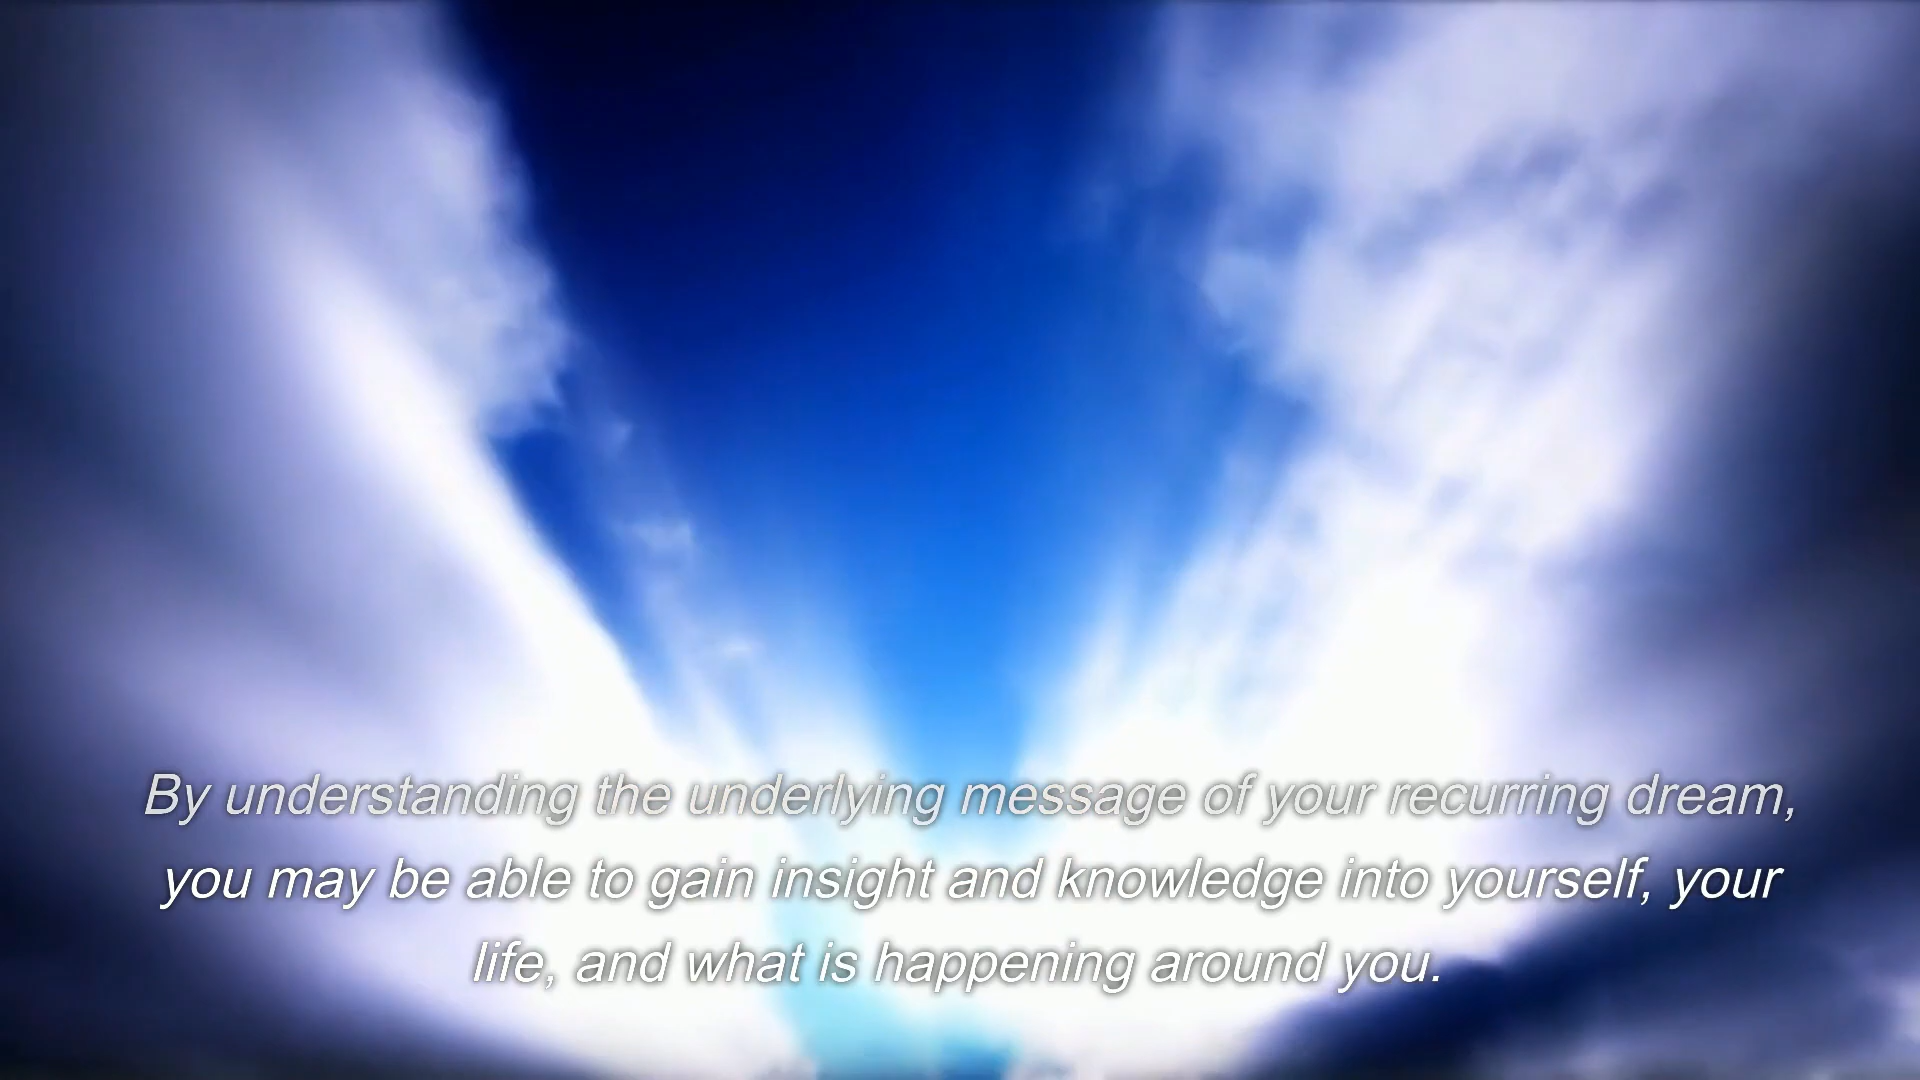 By understanding the underlying message of your recurring dream,
you may be able to gain insight and knowledge into yourself, your
life, and what is happening around you.